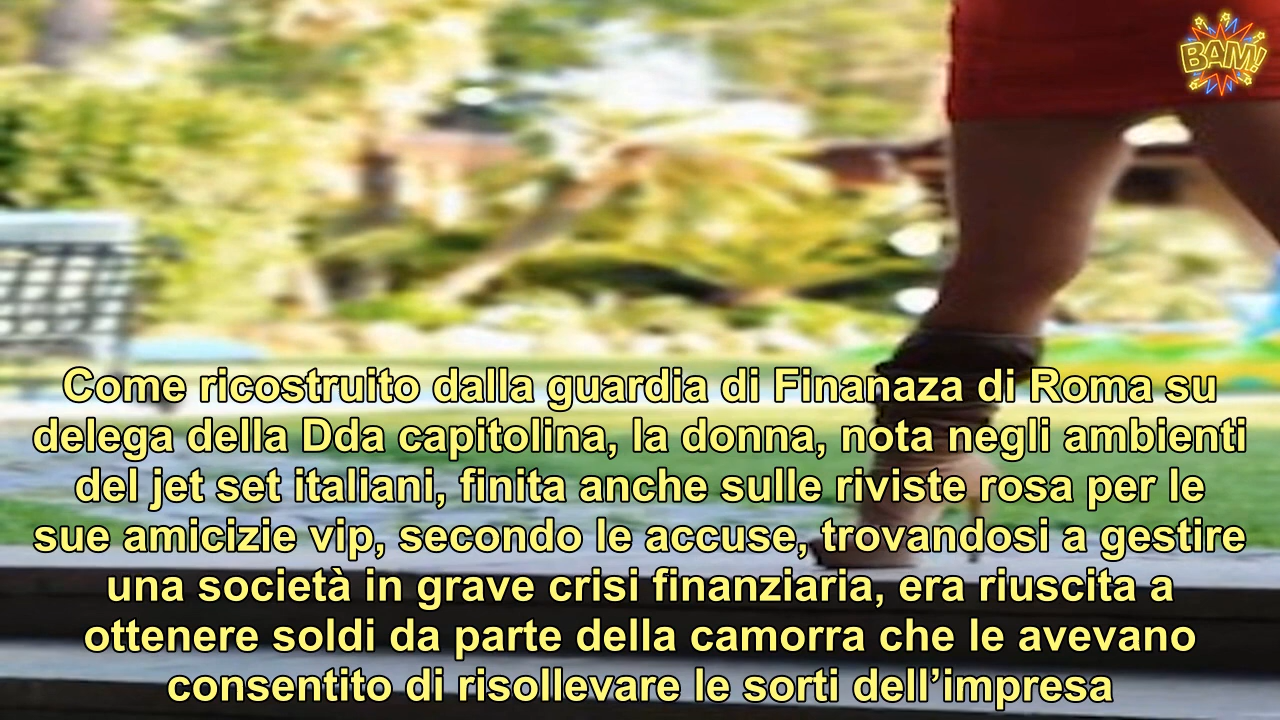 BAM!
Come ricostruito dalla guardia di Finanaza di Roma su
delega della Dda capitolina, la donna, nota negli ambienti
del jet set italiani, finita anche sulle riviste rosa per le
sue amicizie vip, secondo le accuse, trovandosi a gestire
una società in grave crisi finanziaria, era riuscita a
ottenere soldi da parte della camorra che le avevano
consentito di risollevare le sorti dell’impresa